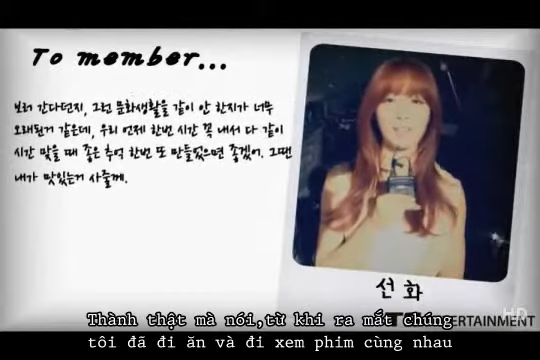 To member...
보러 간다던지, 그런 문화생활을 같이 안 한지가 너무
오래된거 같은데, 우리 언제 한번 시간 꼭 내서 다 같이
시간 맞을 때 좋은 추억 한번 또 만들었으면 좋겠어. 그땐
내가 맛있는거 사줄께.
선화
HD
ENTERTAINMENT
Thành thật mà nói,từ khi ra mắt chúng
tôi đã đi ăn và đi xem phim cùng nhau